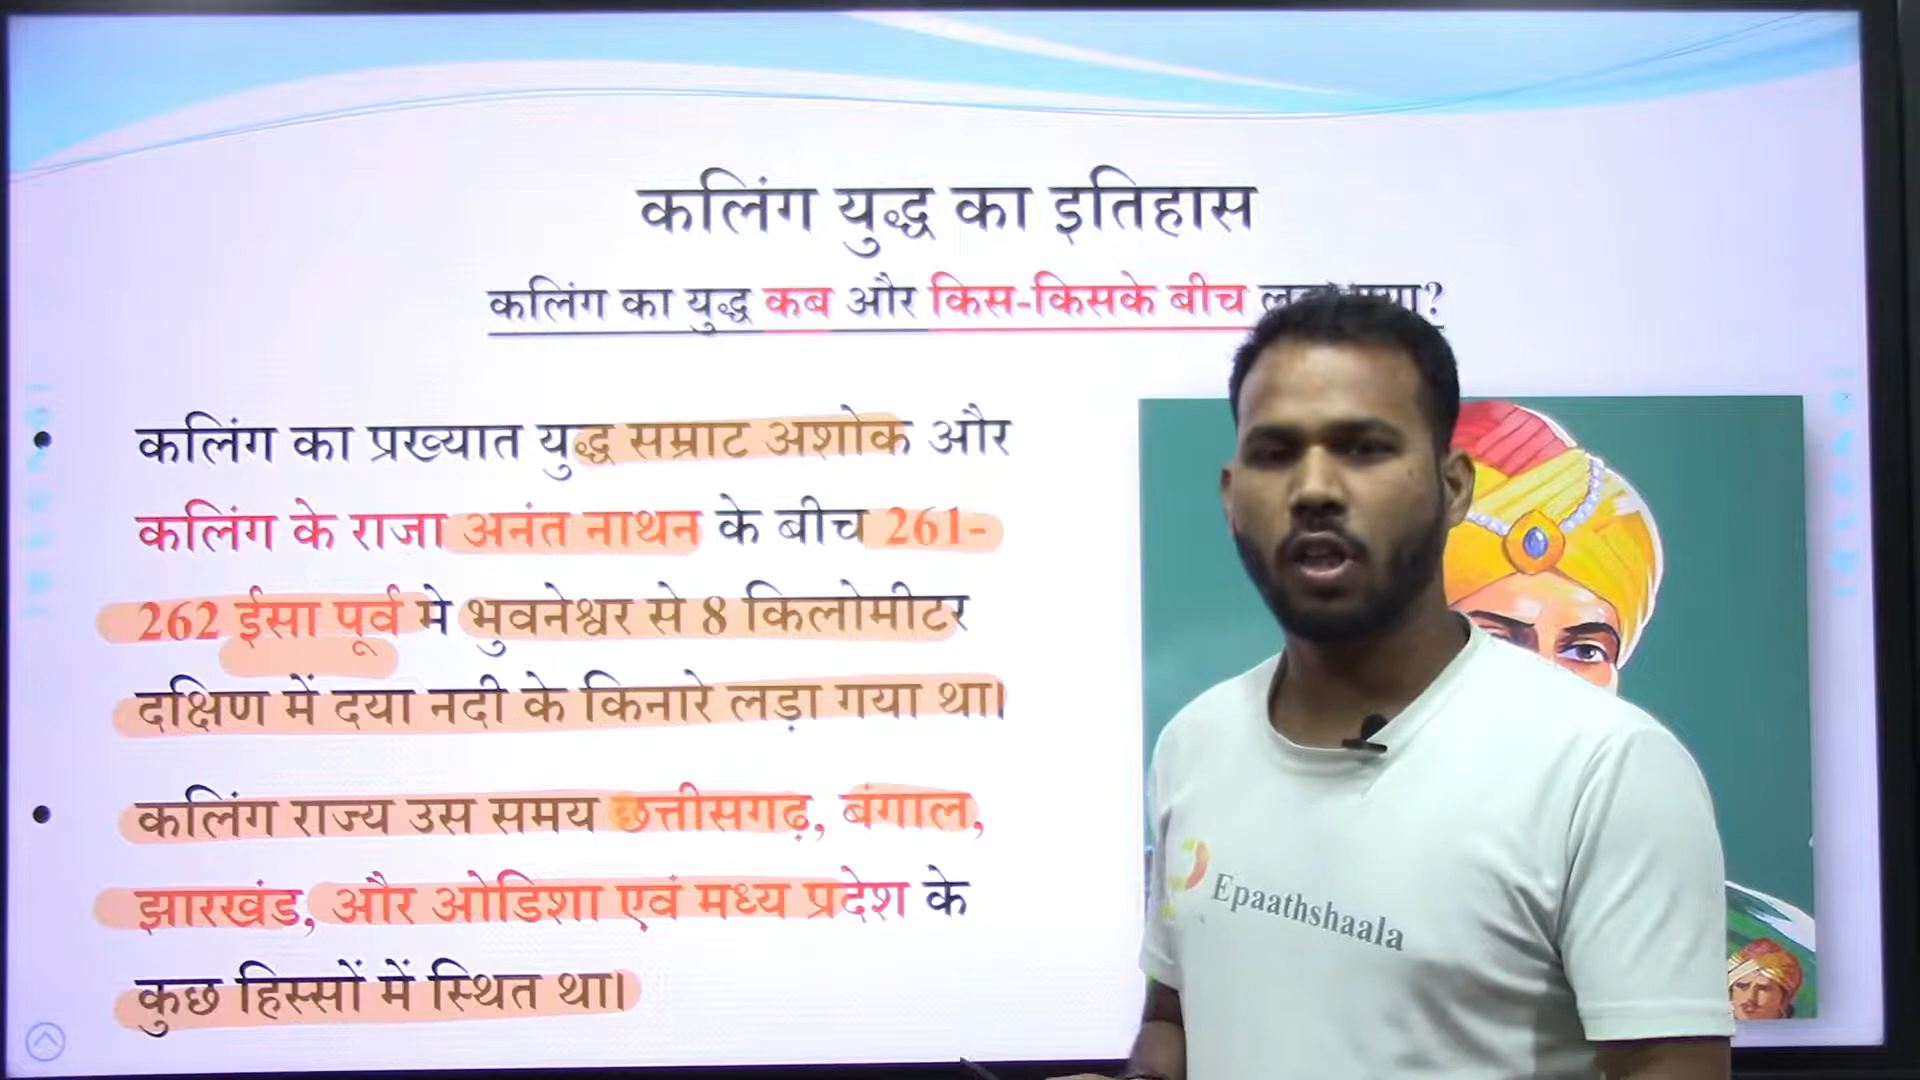 कलिंग युद्ध का इतिहास
कलिंग का युद्ध कब और किस-किसके बीच
कलिंग का प्रख्यात युद्ध सम्राट अशोक और
कलिंग के राजा अनंत नाथन के बीच 261-
262 ईसा पूर्व मे भुवनेश्वर से 8 किलोमीटर
दक्षिण में दया नदी के किनारे लड़ा गया था।
कलिंग राज्य उस समय छत्तीसगढ़, बंगाल,
झारखंड, और ओडिशा एवं मध्य प्रदेश के
कुछ हिस्सों में स्थित था।
Epaathshaala